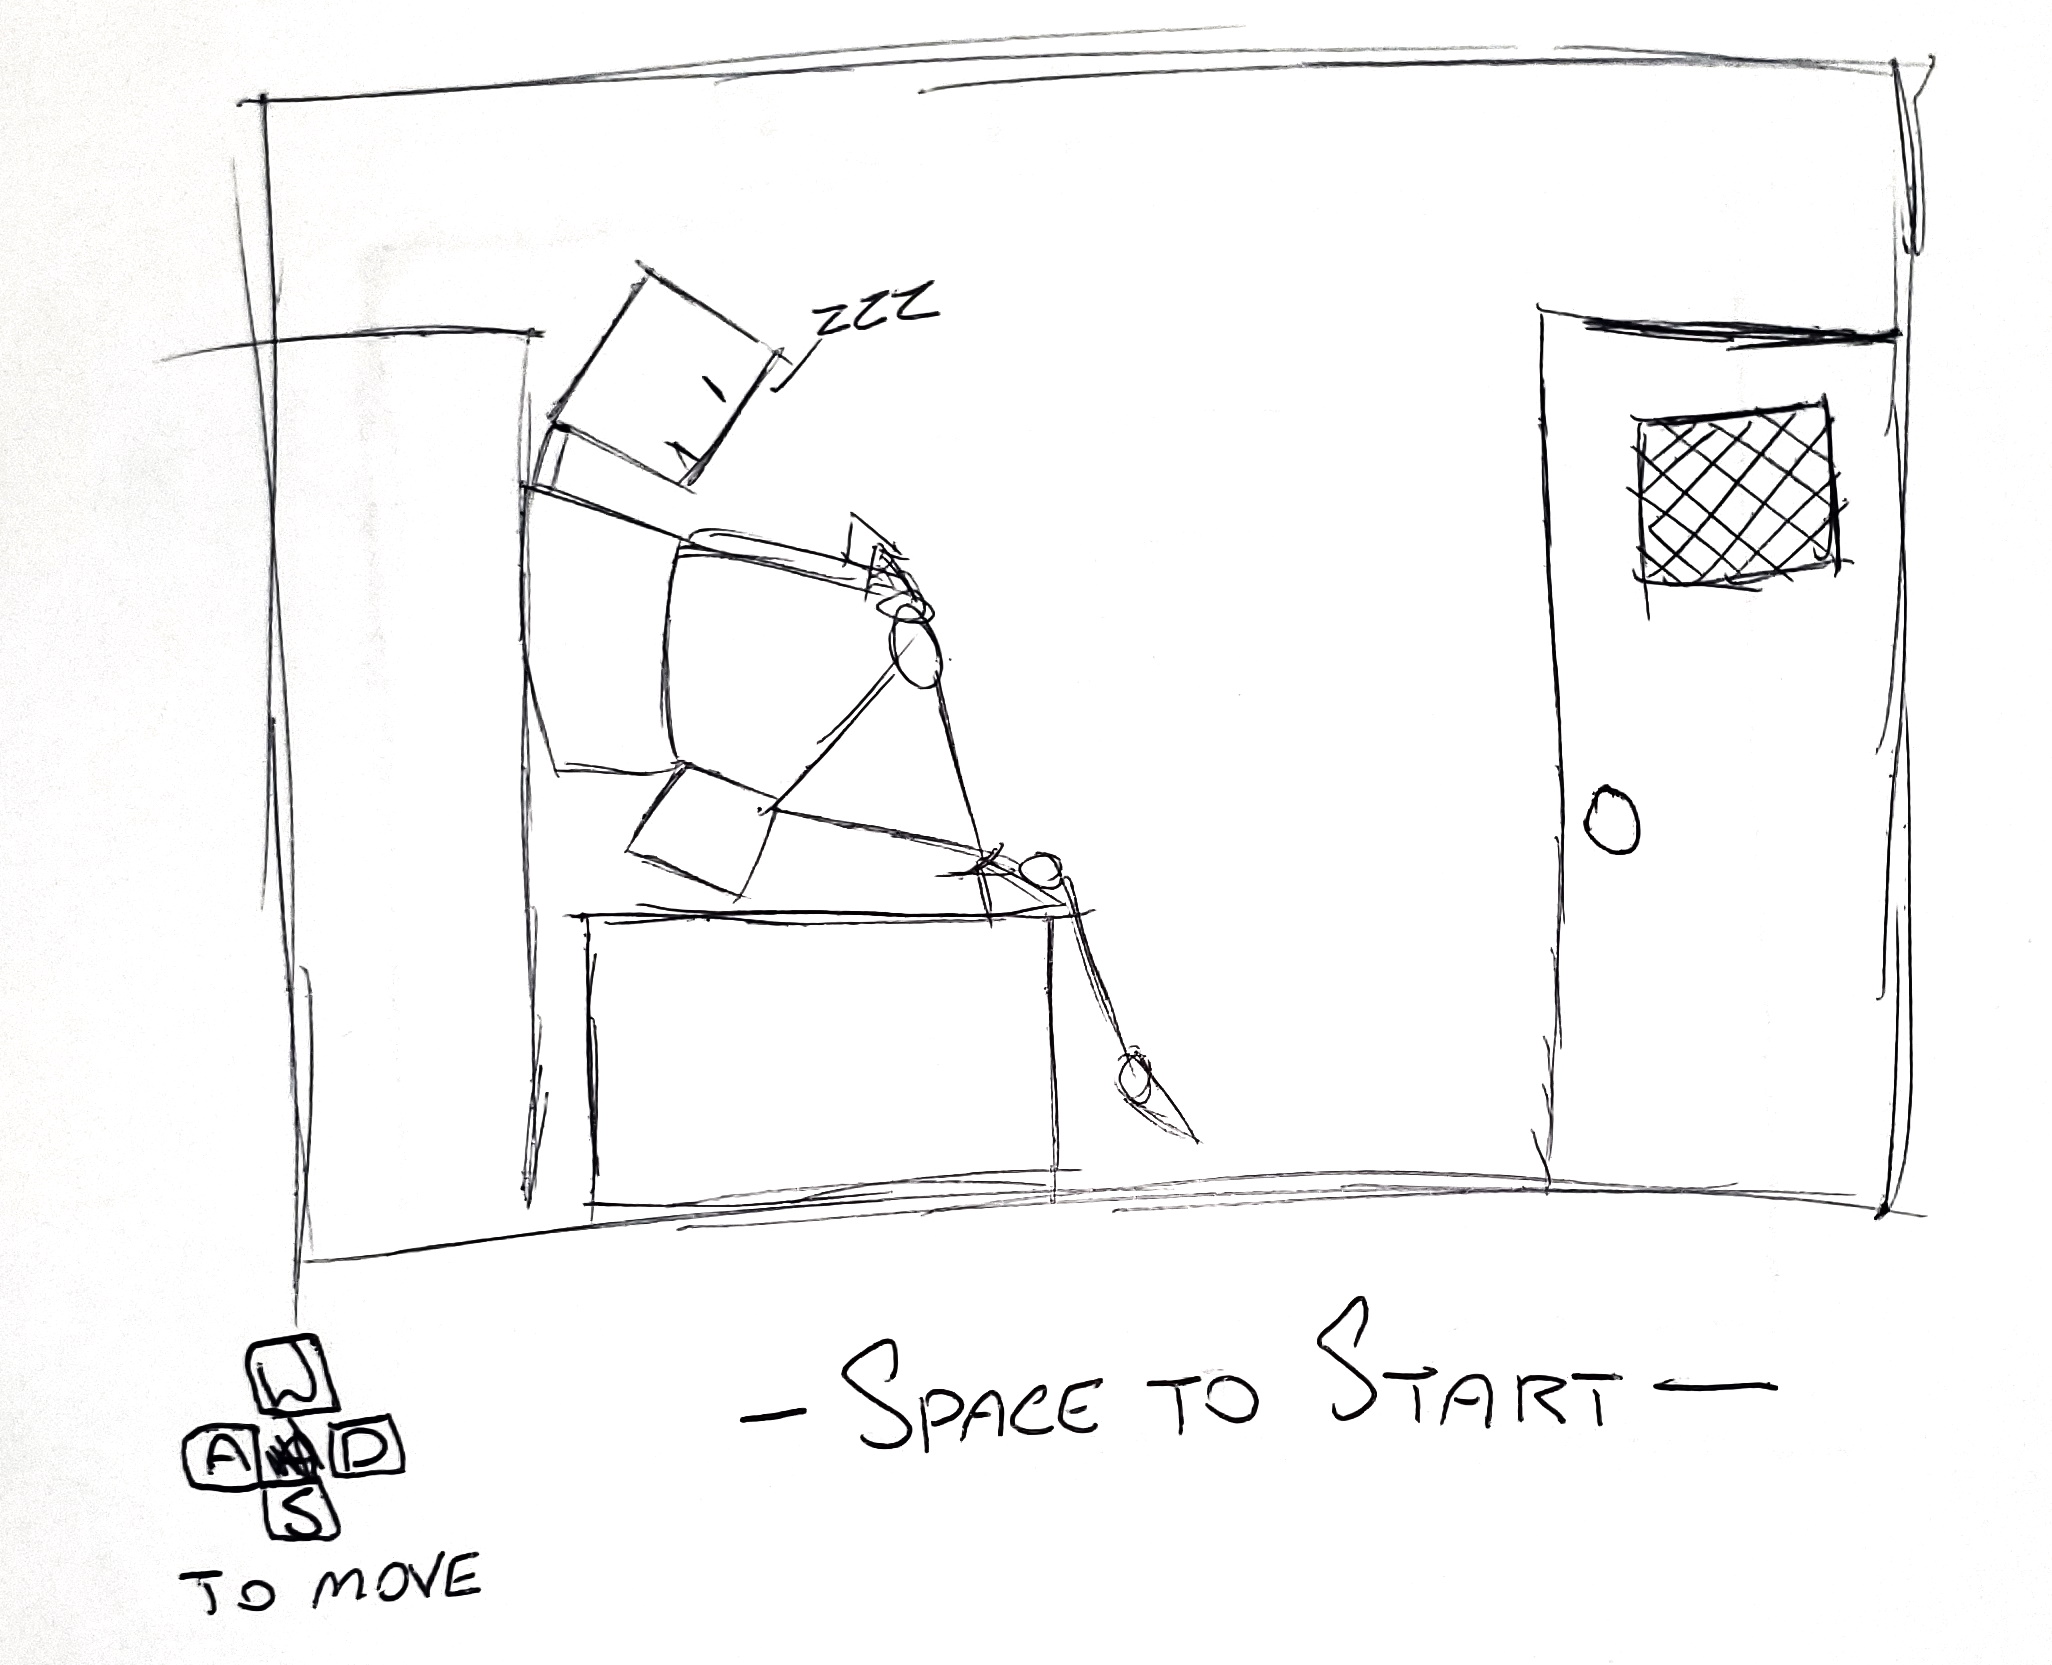 zzz
- SPACE TO START -
W
A D
S
TO MOVE